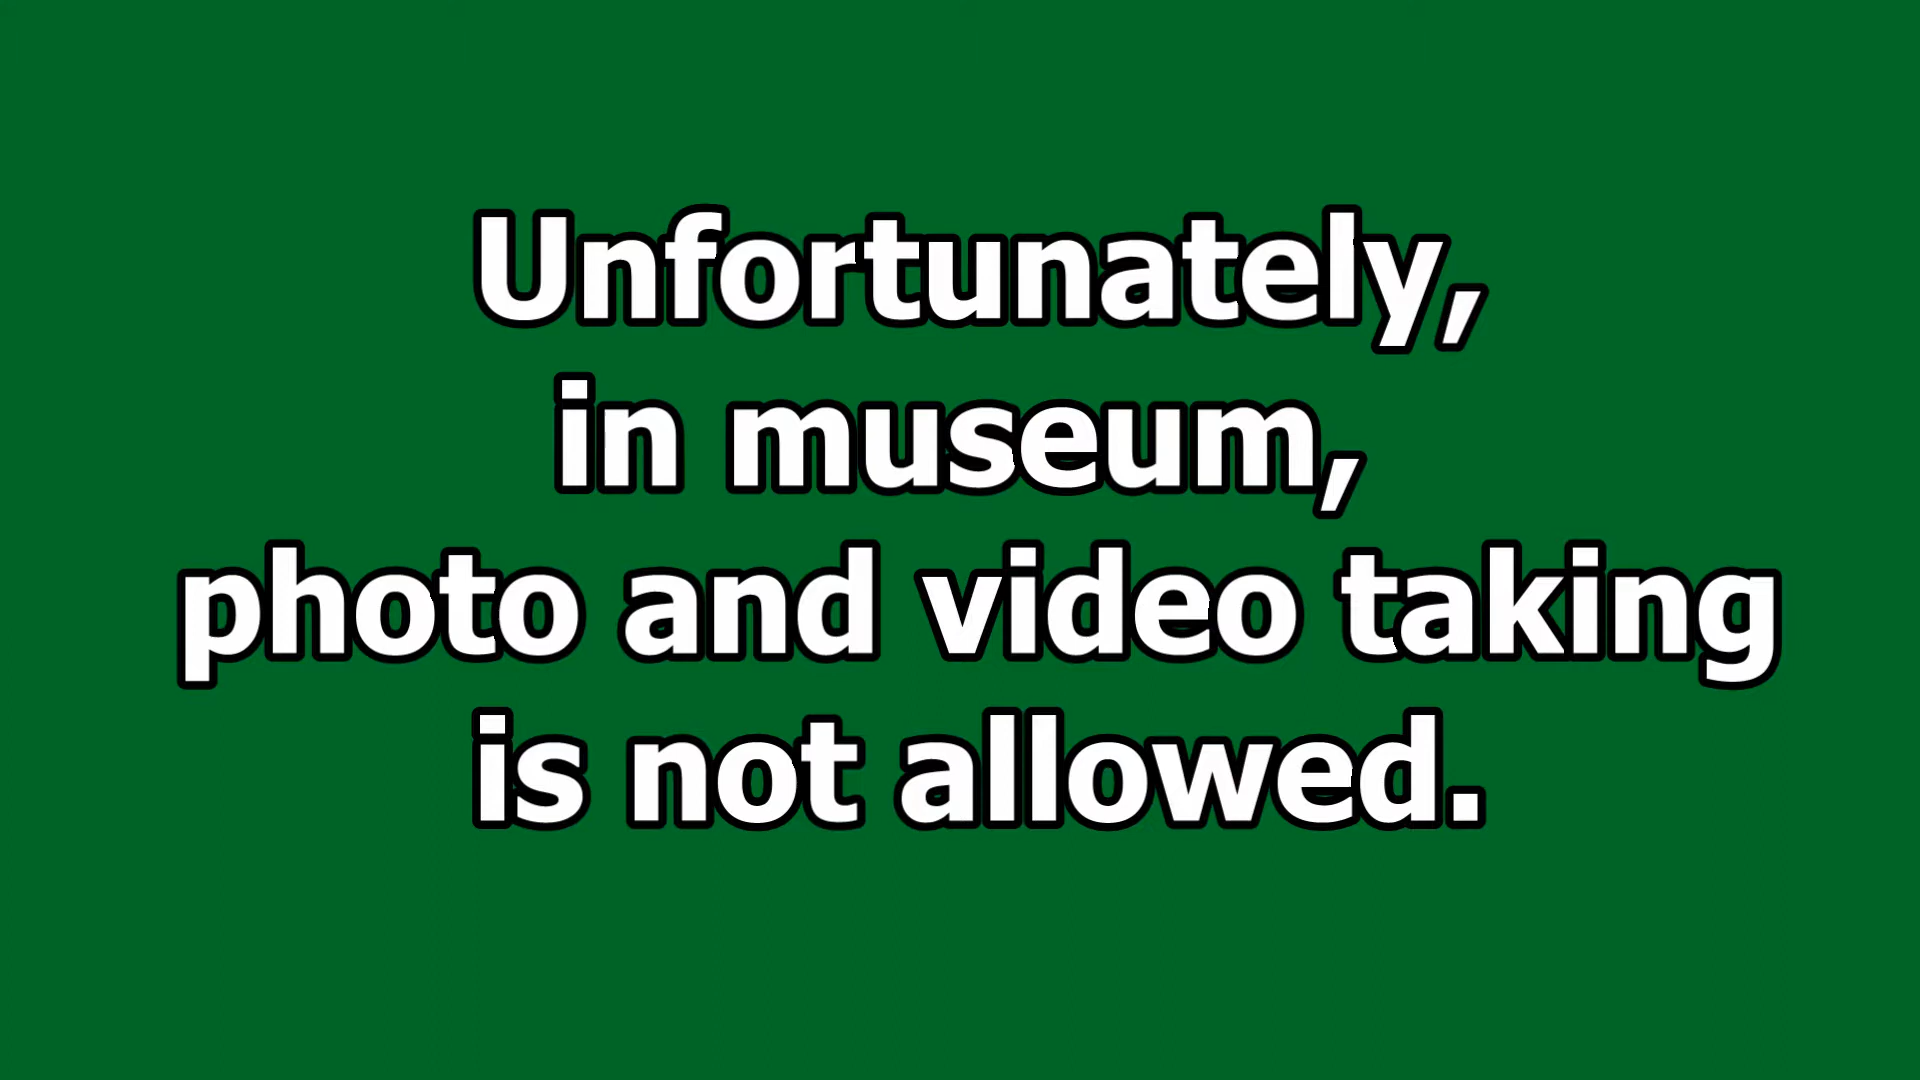 Unfortunately,
in museum,
photo and video taking
is not allowed.